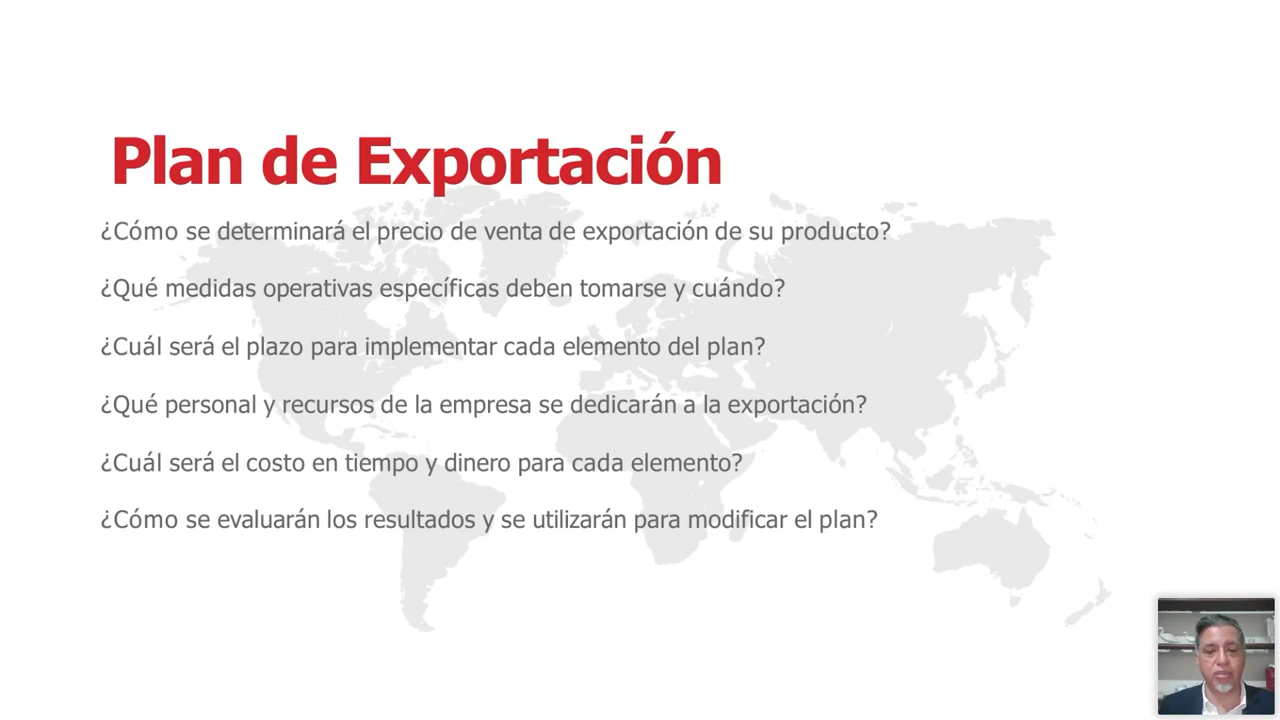 Plan de Exportación
¿Cómo se determinará el precio de venta de exportación de su producto?
¿Qué medidas operativas específicas deben tomarse y cuándo?
¿Cuál será el plazo para implementar cada elemento del plan?
¿Qué personal y recursos de la empresa se dedicarán a la exportación?
¿Cuál será el costo en tiempo y dinero para cada elemento?
¿Cómo se evaluarán los resultados y se utilizarán para modificar el plan?